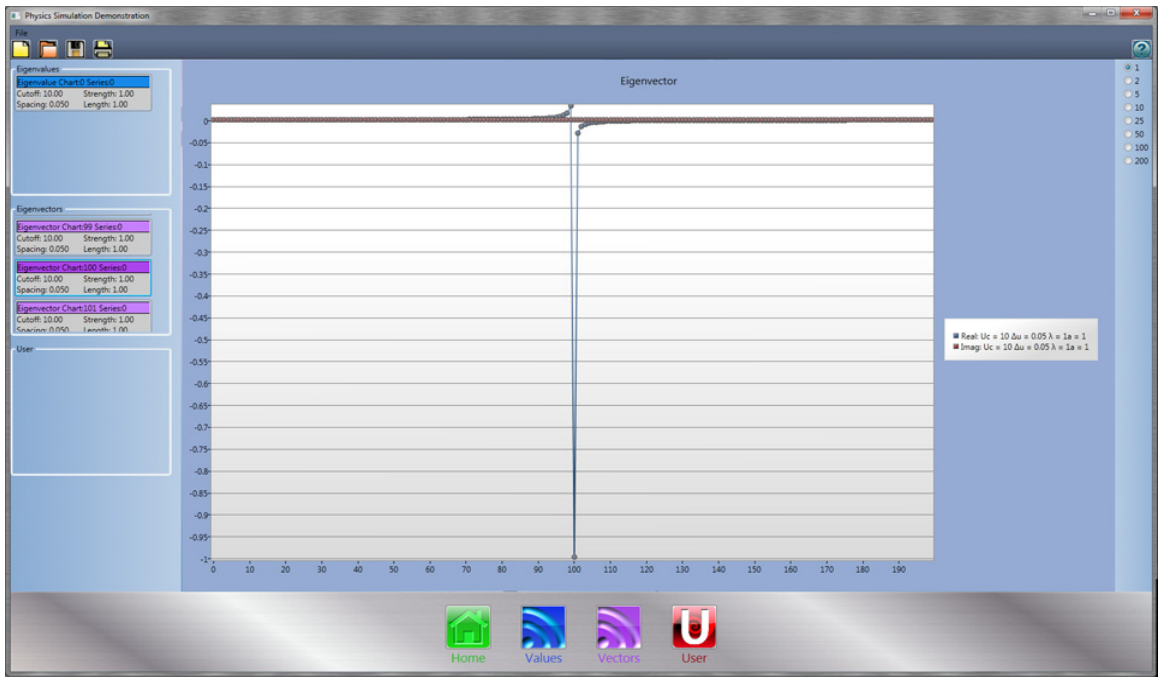 Physics Simulation Demonstration
File
Eigenvalues
Eigenvalue Chart:0 Series:0
Cutoff: 10.00 Strength: 1.00
Spacing: 0.050 Length: 1.00
Eigenvectors
Eigenvector Chart:99 Series:0
Cutoff: 10.00 Strength: 1.00
Spacing: 0.050 Length: 1.00
Eigenvector Chart:100 Series:0
Cutoff: 10.00 Strength: 1.00
Spacing: 0.050 Length: 1.00
Eigenvector Chart:101 Series:0
Cutoff: 10.00 Strength: 1.00
Spacing: 0.050 Length: 1.00
User
Eigenvector
0
-0.05
-0.1
-0.15
-0.2
-0.25
-0.3
-0.35
-0.4
-0.45
-0.5
-0.55
-0.6
-0.65
-0.7
-0.75
-0.8
-0.85
-0.9
-0.95
-1
0 10 20 30 40 50 60 70 80 90 100 110 120 130 140 150 160 170 180 190
Real: Uc = 10 Δu = 0.05 λ = 1a = 1
Imag: Uc = 10 Δu = 0.05 λ = 1a = 1
1
2
5
10
25
50
100
200
Home Values Vectors User